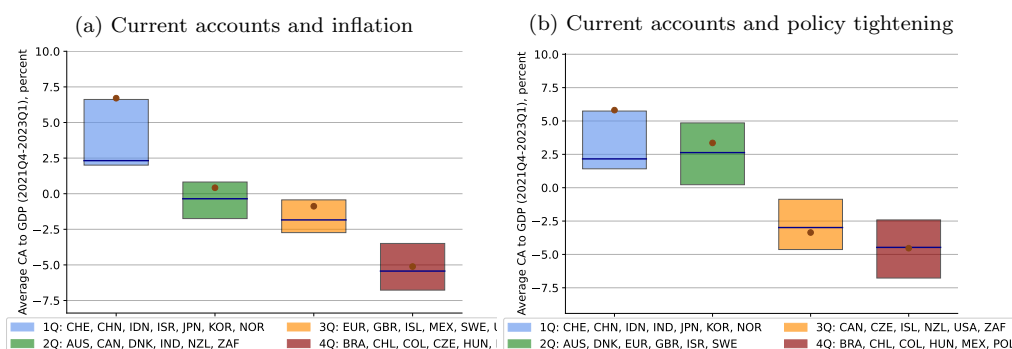 (a) Current accounts and inflation
Average CA to GDP (2021Q4-2023Q1), percent
10.0
7.5
5.0
2.5
0.0
−2.5
−5.0
−7.5
1Q: CHE, CHN, IDN, ISR, JPN, KOR, NOR
2Q: AUS, CAN, DNK, IND, NZL, ZAF
3Q: EUR, GBR, ISL, MEX, SWE,
4Q: BRA, CHL, COL, CZE, HUN,
(b) Current accounts and policy tightening
Average CA to GDP (2021Q4-2023Q1), percent
10.0
7.5
5.0
2.5
0.0
−2.5
−5.0
−7.5
1Q: CHE, CHN, IDN, IND, JPN, KOR, NOR
2Q: AUS, DNK, EUR, GBR, ISR, SWE
3Q: CAN, CZE, ISL, NZL, USA, ZAF
4Q: BRA, CHL, COL, HUN, MEX, POL